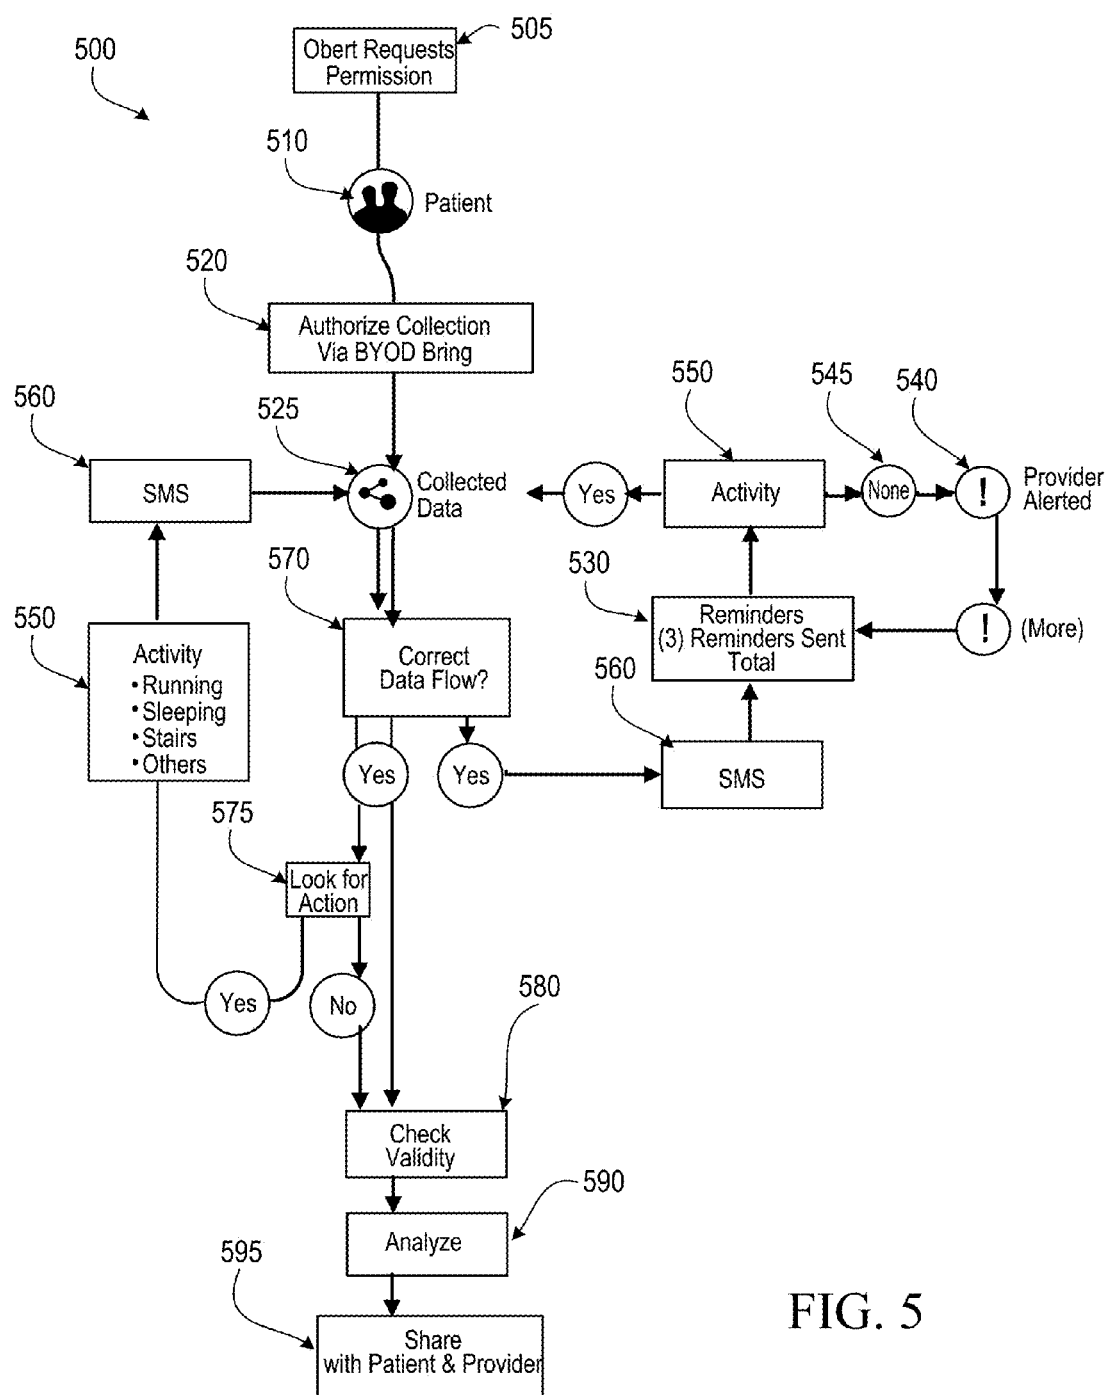 500
505
Obert Requests
Permission
510
Patient
520
Authorize Collection
Via BYOD Bring
560
SMS
525
Collected
Data
Yes
550
Activity
545
None
540
!
Provider
Alerted
530
Reminders
(3) Reminders Sent
Total
!
(More)
570
Correct
Data Flow?
550
Activity
• Running
• Sleeping
• Stairs
• Others
560
SMS
Yes
Yes
575
Look for
Action
Yes
No
580
Check
Validity
590
Analyze
595
Share
with Patient & Provider
FIG. 5